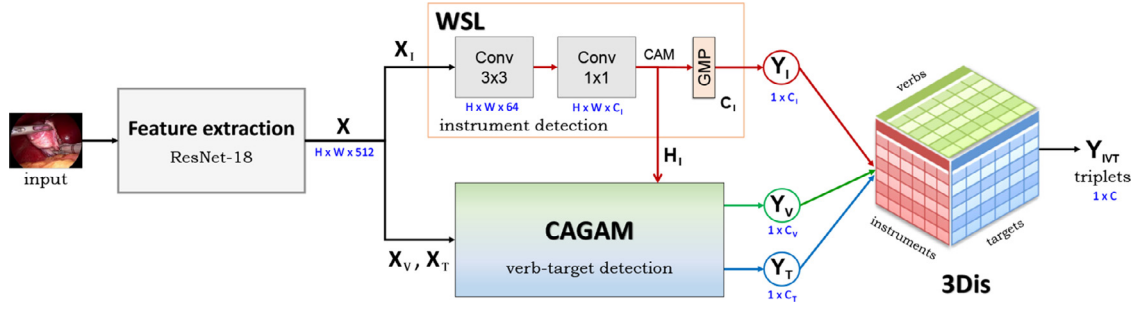 input
Feature extraction
ResNet-18
X
H x W x 512
X_I
WSL
Conv
3x3
H x W x 64
Conv
1x1
H x W x C_I
CAM
GMP
C_I
instrument detection
H_I
X_V , X_T
CAGAM
verb-target detection
Y_I
1 x C_I
Y_V
1 x C_V
Y_T
1 x C_T
verbs
instruments
targets
3Dis
Y_IVT
triplets
1 x C